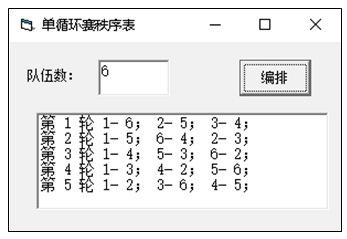 单循环赛秩序表
队伍数： 6 编排
第 1 轮 1- 6; 2- 5; 3- 4;
第 2 轮 1- 5; 6- 4; 2- 3;
第 3 轮 1- 4; 5- 3; 6- 2;
第 4 轮 1- 3; 4- 2; 5- 6;
第 5 轮 1- 2; 3- 6; 4- 5;